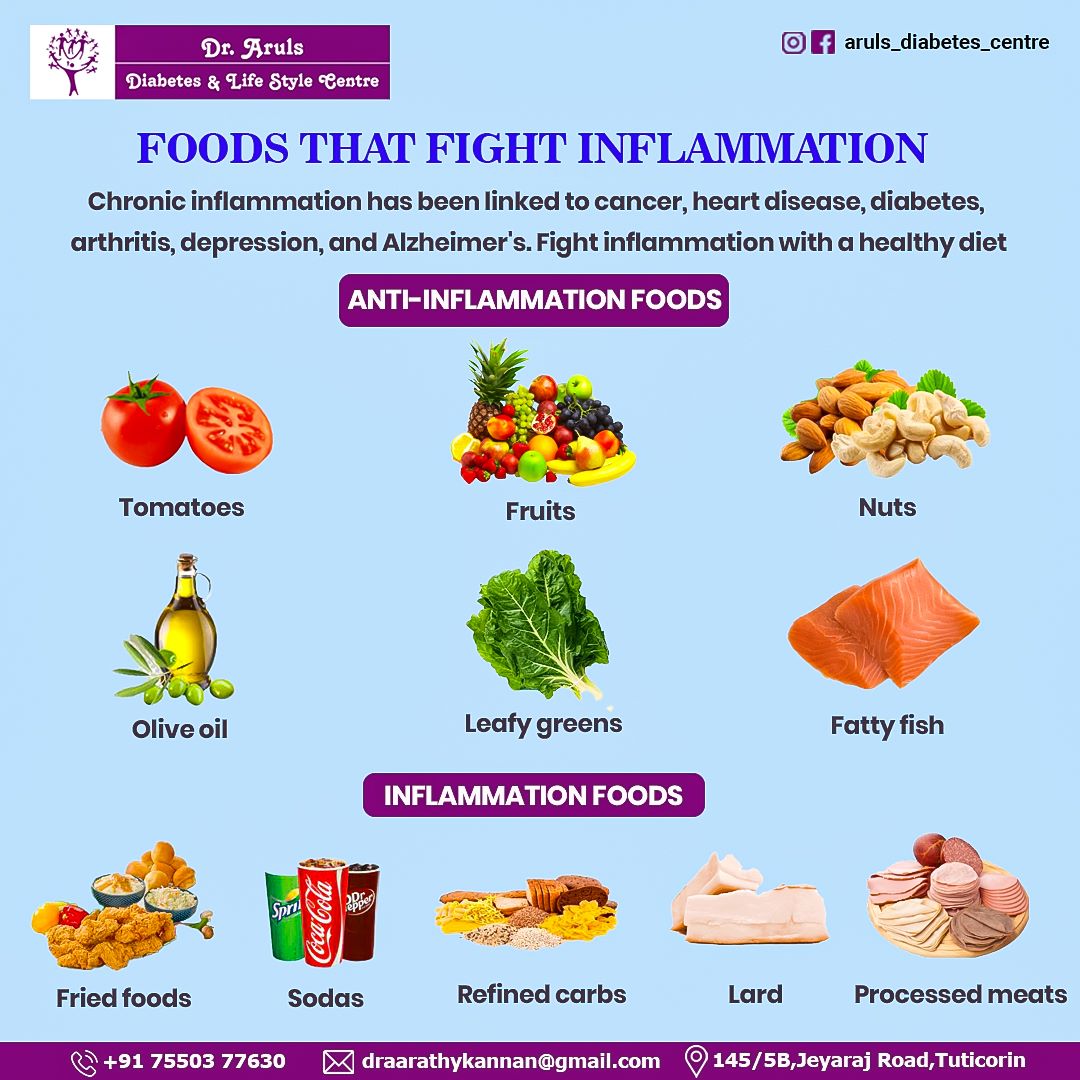 Dr. Aruls
Diabetes & Life Style Centre
aruls_diabetes_centre
FOODS THAT FIGHT INFLAMMATION
Chronic inflammation has been linked to cancer, heart disease, diabetes,
arthritis, depression, and Alzheimer's. Fight inflammation with a healthy diet
ANTI-INFLAMMATION FOODS
Tomatoes
Fruits
Nuts
Olive oil
Leafy greens
Fatty fish
INFLAMMATION FOODS
Spri
Coca-Cola
Dr
epper
Fried foods
Sodas
Refined carbs
Lard
Processed meats
+91 75503 77630
draarathykannan@gmail.com
145/5B,Jeyaraj Road,Tuticorin